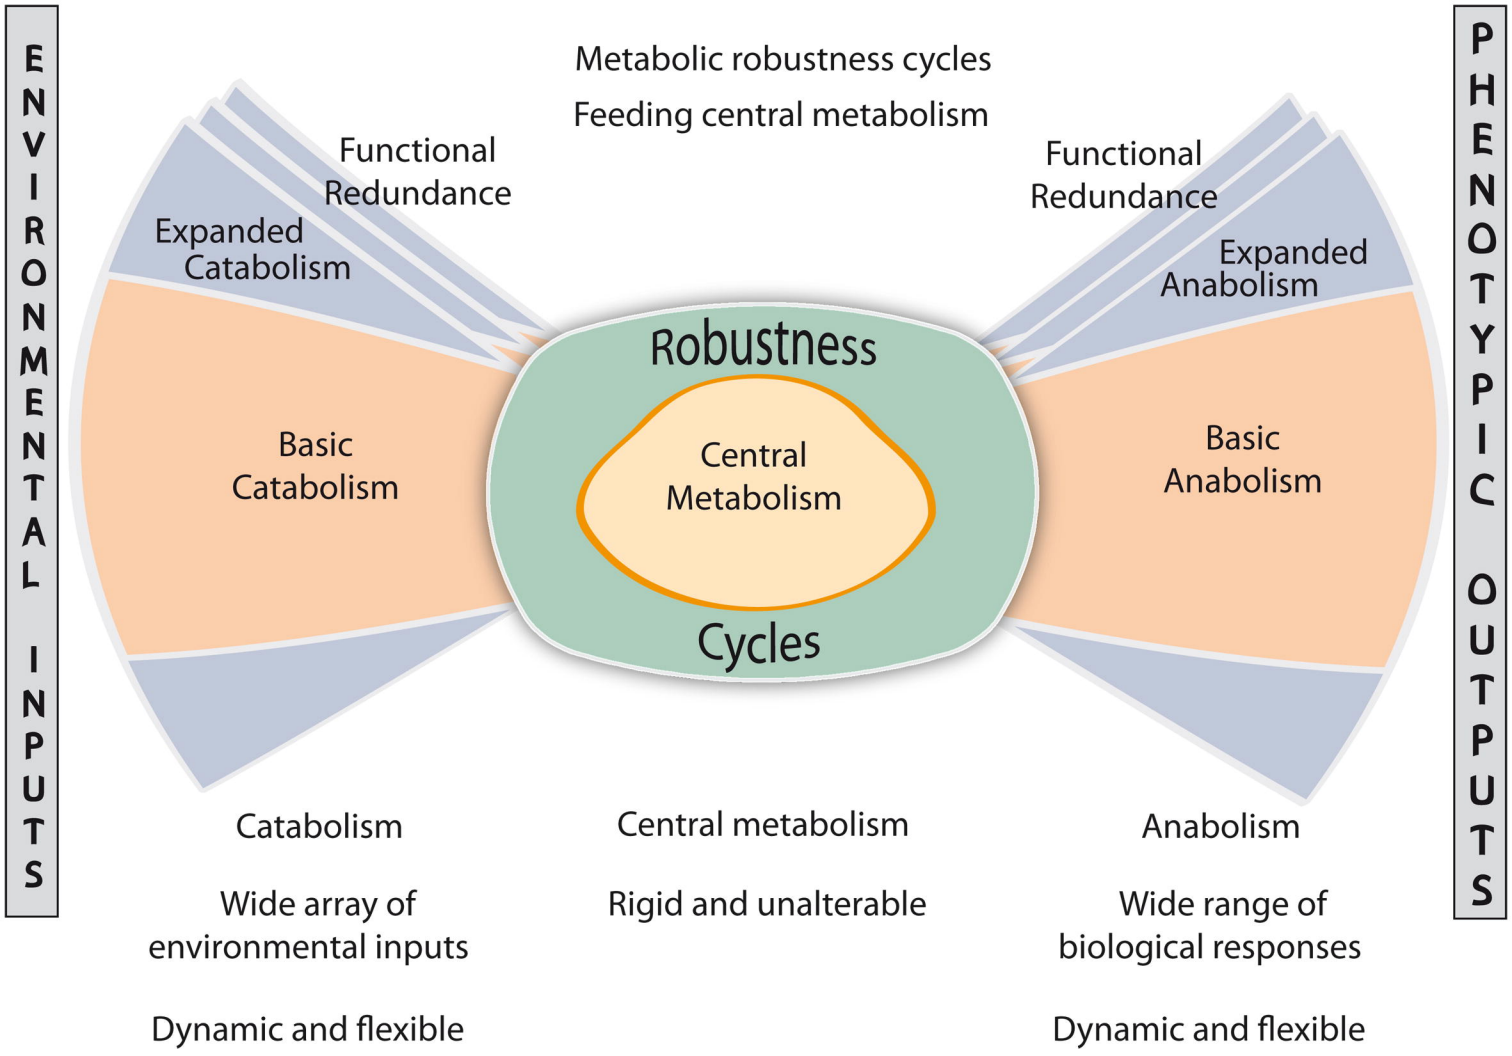 ENVIRONMENTAL INPUTS
Metabolic robustness cycles
Feeding central metabolism
Functional
Redundance
Expanded
Catabolism
Basic
Catabolism
Robustness
Central
Metabolism
Cycles
Functional
Redundance
Expanded
Anabolism
Basic
Anabolism
PHENOTYPIC OUTPUTS
Catabolism
Wide array of
environmental inputs
Dynamic and flexible
Central metabolism
Rigid and unalterable
Anabolism
Wide range of
biological responses
Dynamic and flexible